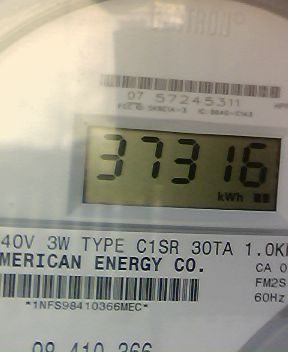 07 57245311
37316
kWh
40V 3W TYPE C1SR 30TA 1.0K
MERICAN ENERGY CO.
CA 0
FM2S
60Hz
*1NFS98410366MEC*
98 410 366